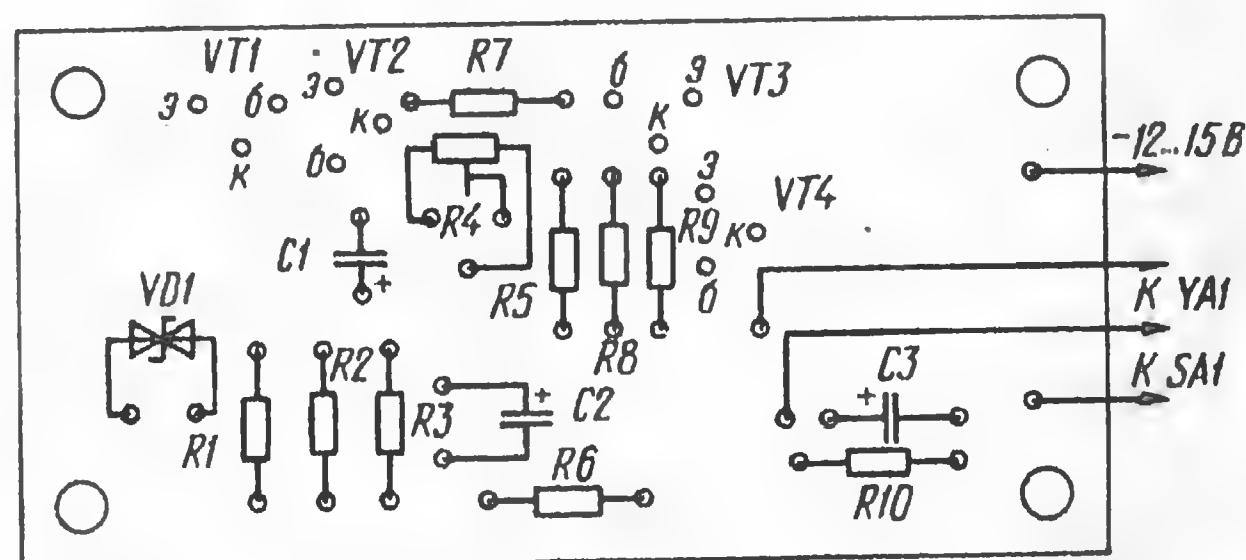 VT1 VT2 R7 б э VT3
э б э к к
к б
-12...15В
э
R4 R9 к VT4
C1 +
R5 б
VD1
К YA1
R8
R2 C3 К SA1
R3 + C2 +
R1
R6
R10